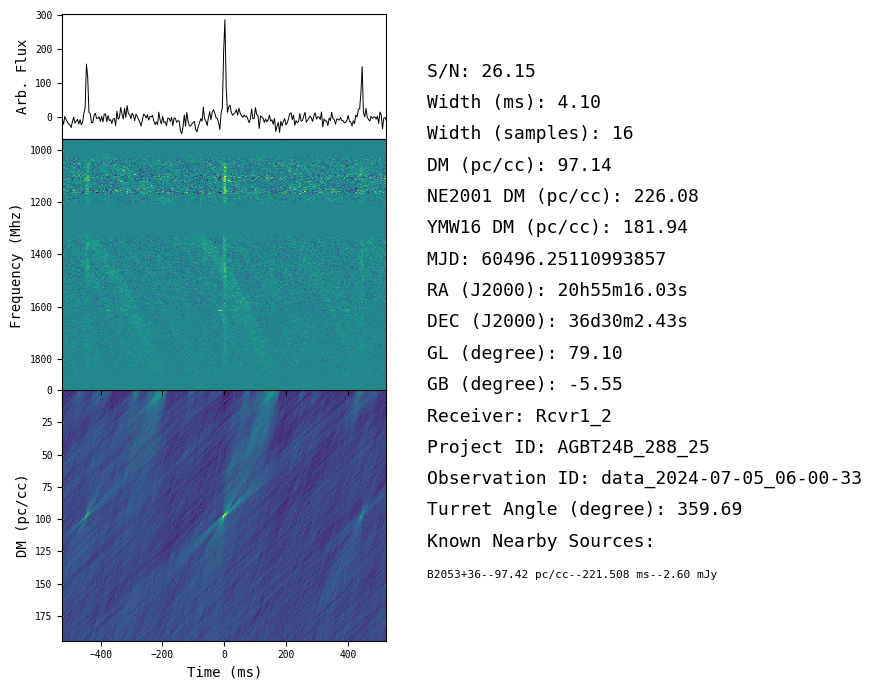 300
200
100
0
Arb. Flux
1000
1200
1400
1600
1800
Frequency (Mhz)
0
25
50
75
100
125
150
175
DM (pc/cc)
−400
−200
0
200
400
Time (ms)
S/N: 26.15
Width (ms): 4.10
Width (samples): 16
DM (pc/cc): 97.14
NE2001 DM (pc/cc): 226.08
YMW16 DM (pc/cc): 181.94
MJD: 60496.25110993857
RA (J2000): 20h55m16.03s
DEC (J2000): 36d30m2.43s
GL (degree): 79.10
GB (degree): -5.55
Receiver: Rcvr1_2
Project ID: AGBT24B_288_25
Observation ID: data_2024-07-05_06-00-33
Turret Angle (degree): 359.69
Known Nearby Sources:
B2053+36--97.42 pc/cc--221.508 ms--2.60 mJy